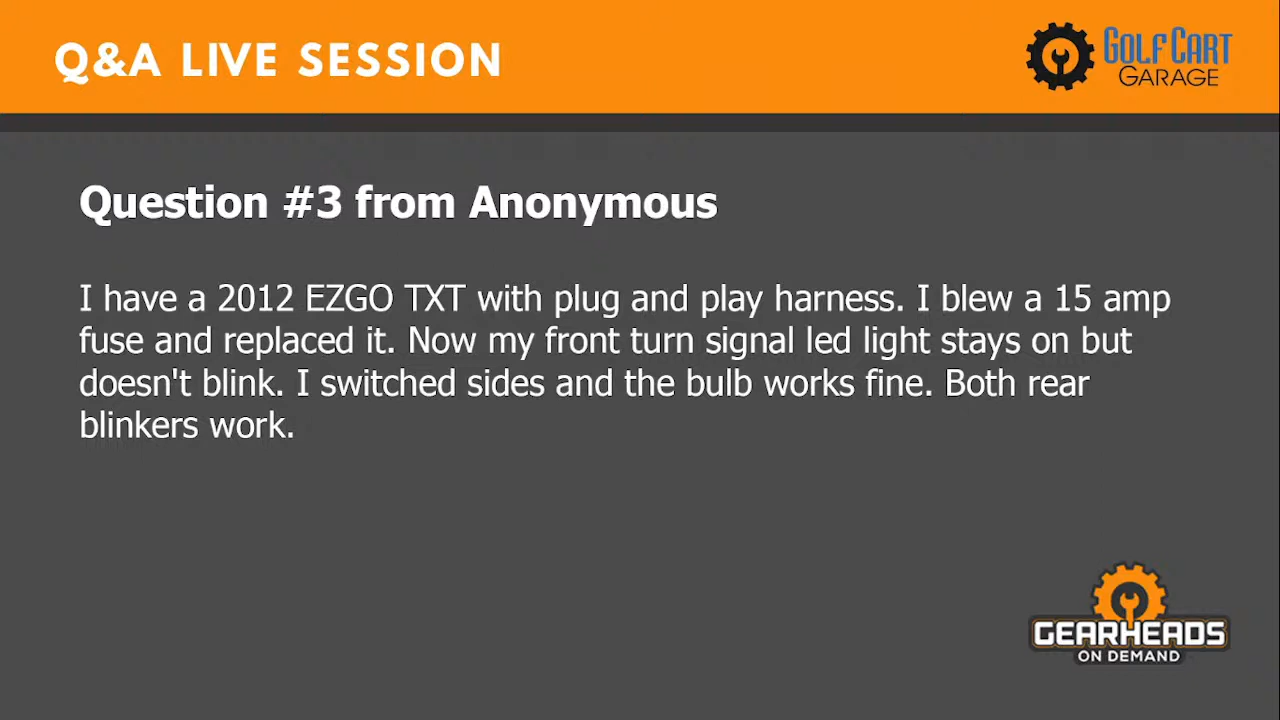 Q&A LIVE SESSION
GOLF CART
GARAGE
Question #3 from Anonymous
I have a 2012 EZGO TXT with plug and play harness. I blew a 15 amp
fuse and replaced it. Now my front turn signal led light stays on but
doesn't blink. I switched sides and the bulb works fine. Both rear
blinkers work.
GEARHEADS
ON DEMAND